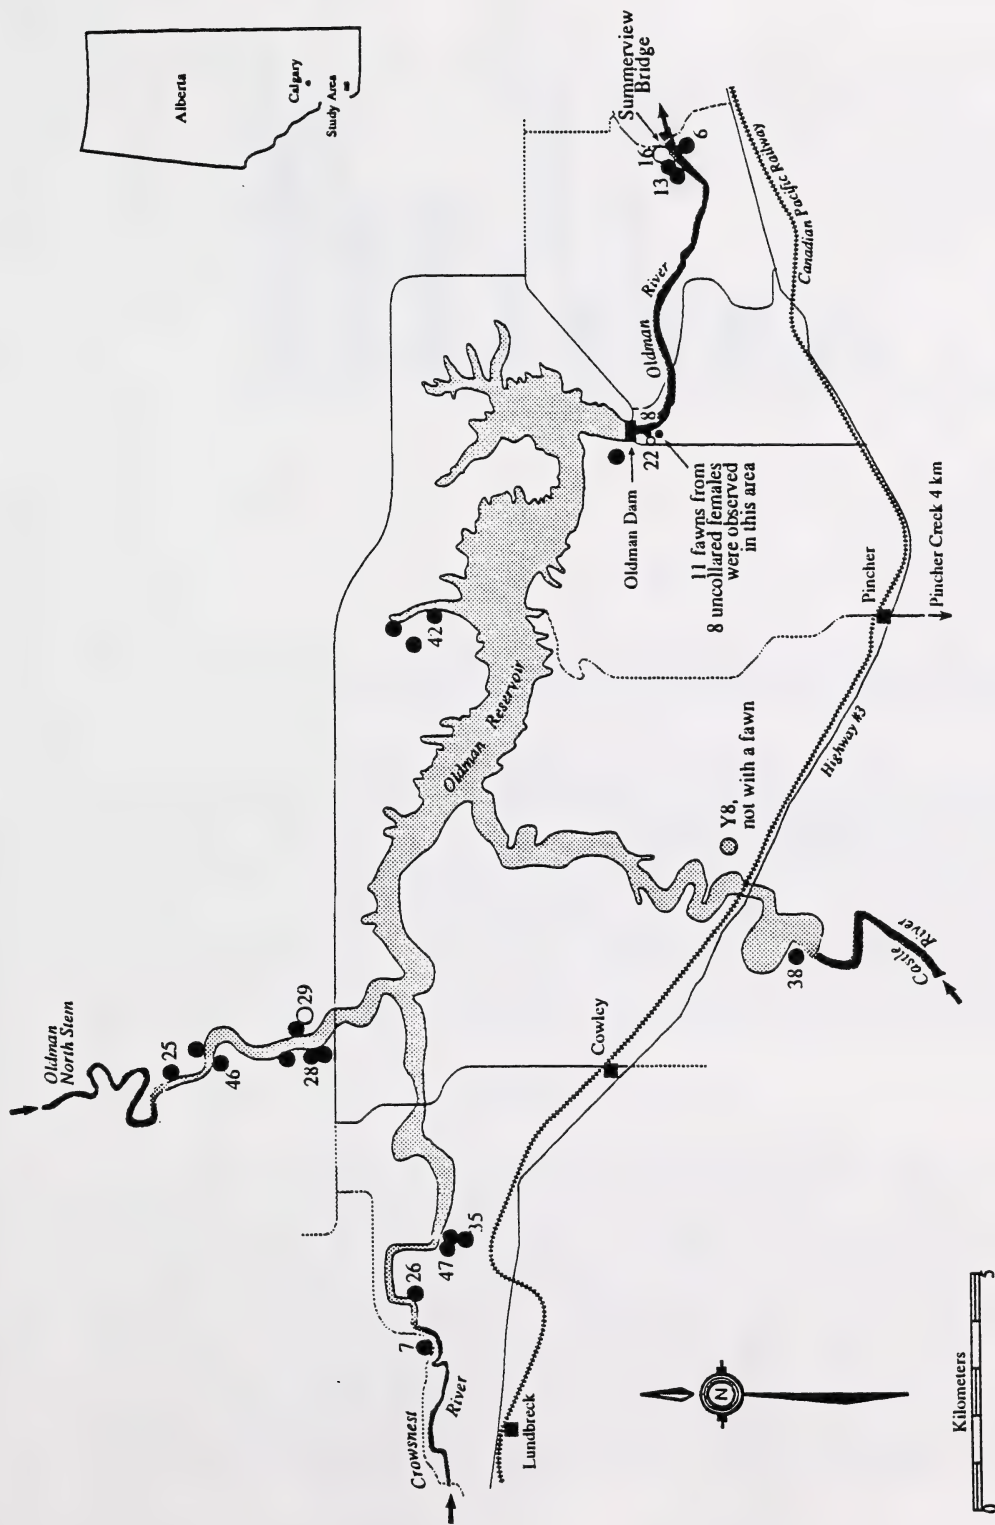 Alberta
Calgary
Study Area
Oldman
North Stem
25
46
29
28
42
Summerview
Bridge
16
13
6
Oldman River
Canadian Pacific Railway
8
22
Oldman Dam
11 fawns from
8 uncollared females
were observed
in this area
Oldman Reservoir
Pincher
Pincher Creek 4 km
Highway #3
Y8,
not with a fawn
38
Castle
River
Cowley
35
47
26
7
Crowsnest
River
Lundbreck
N
Kilometers
0
5